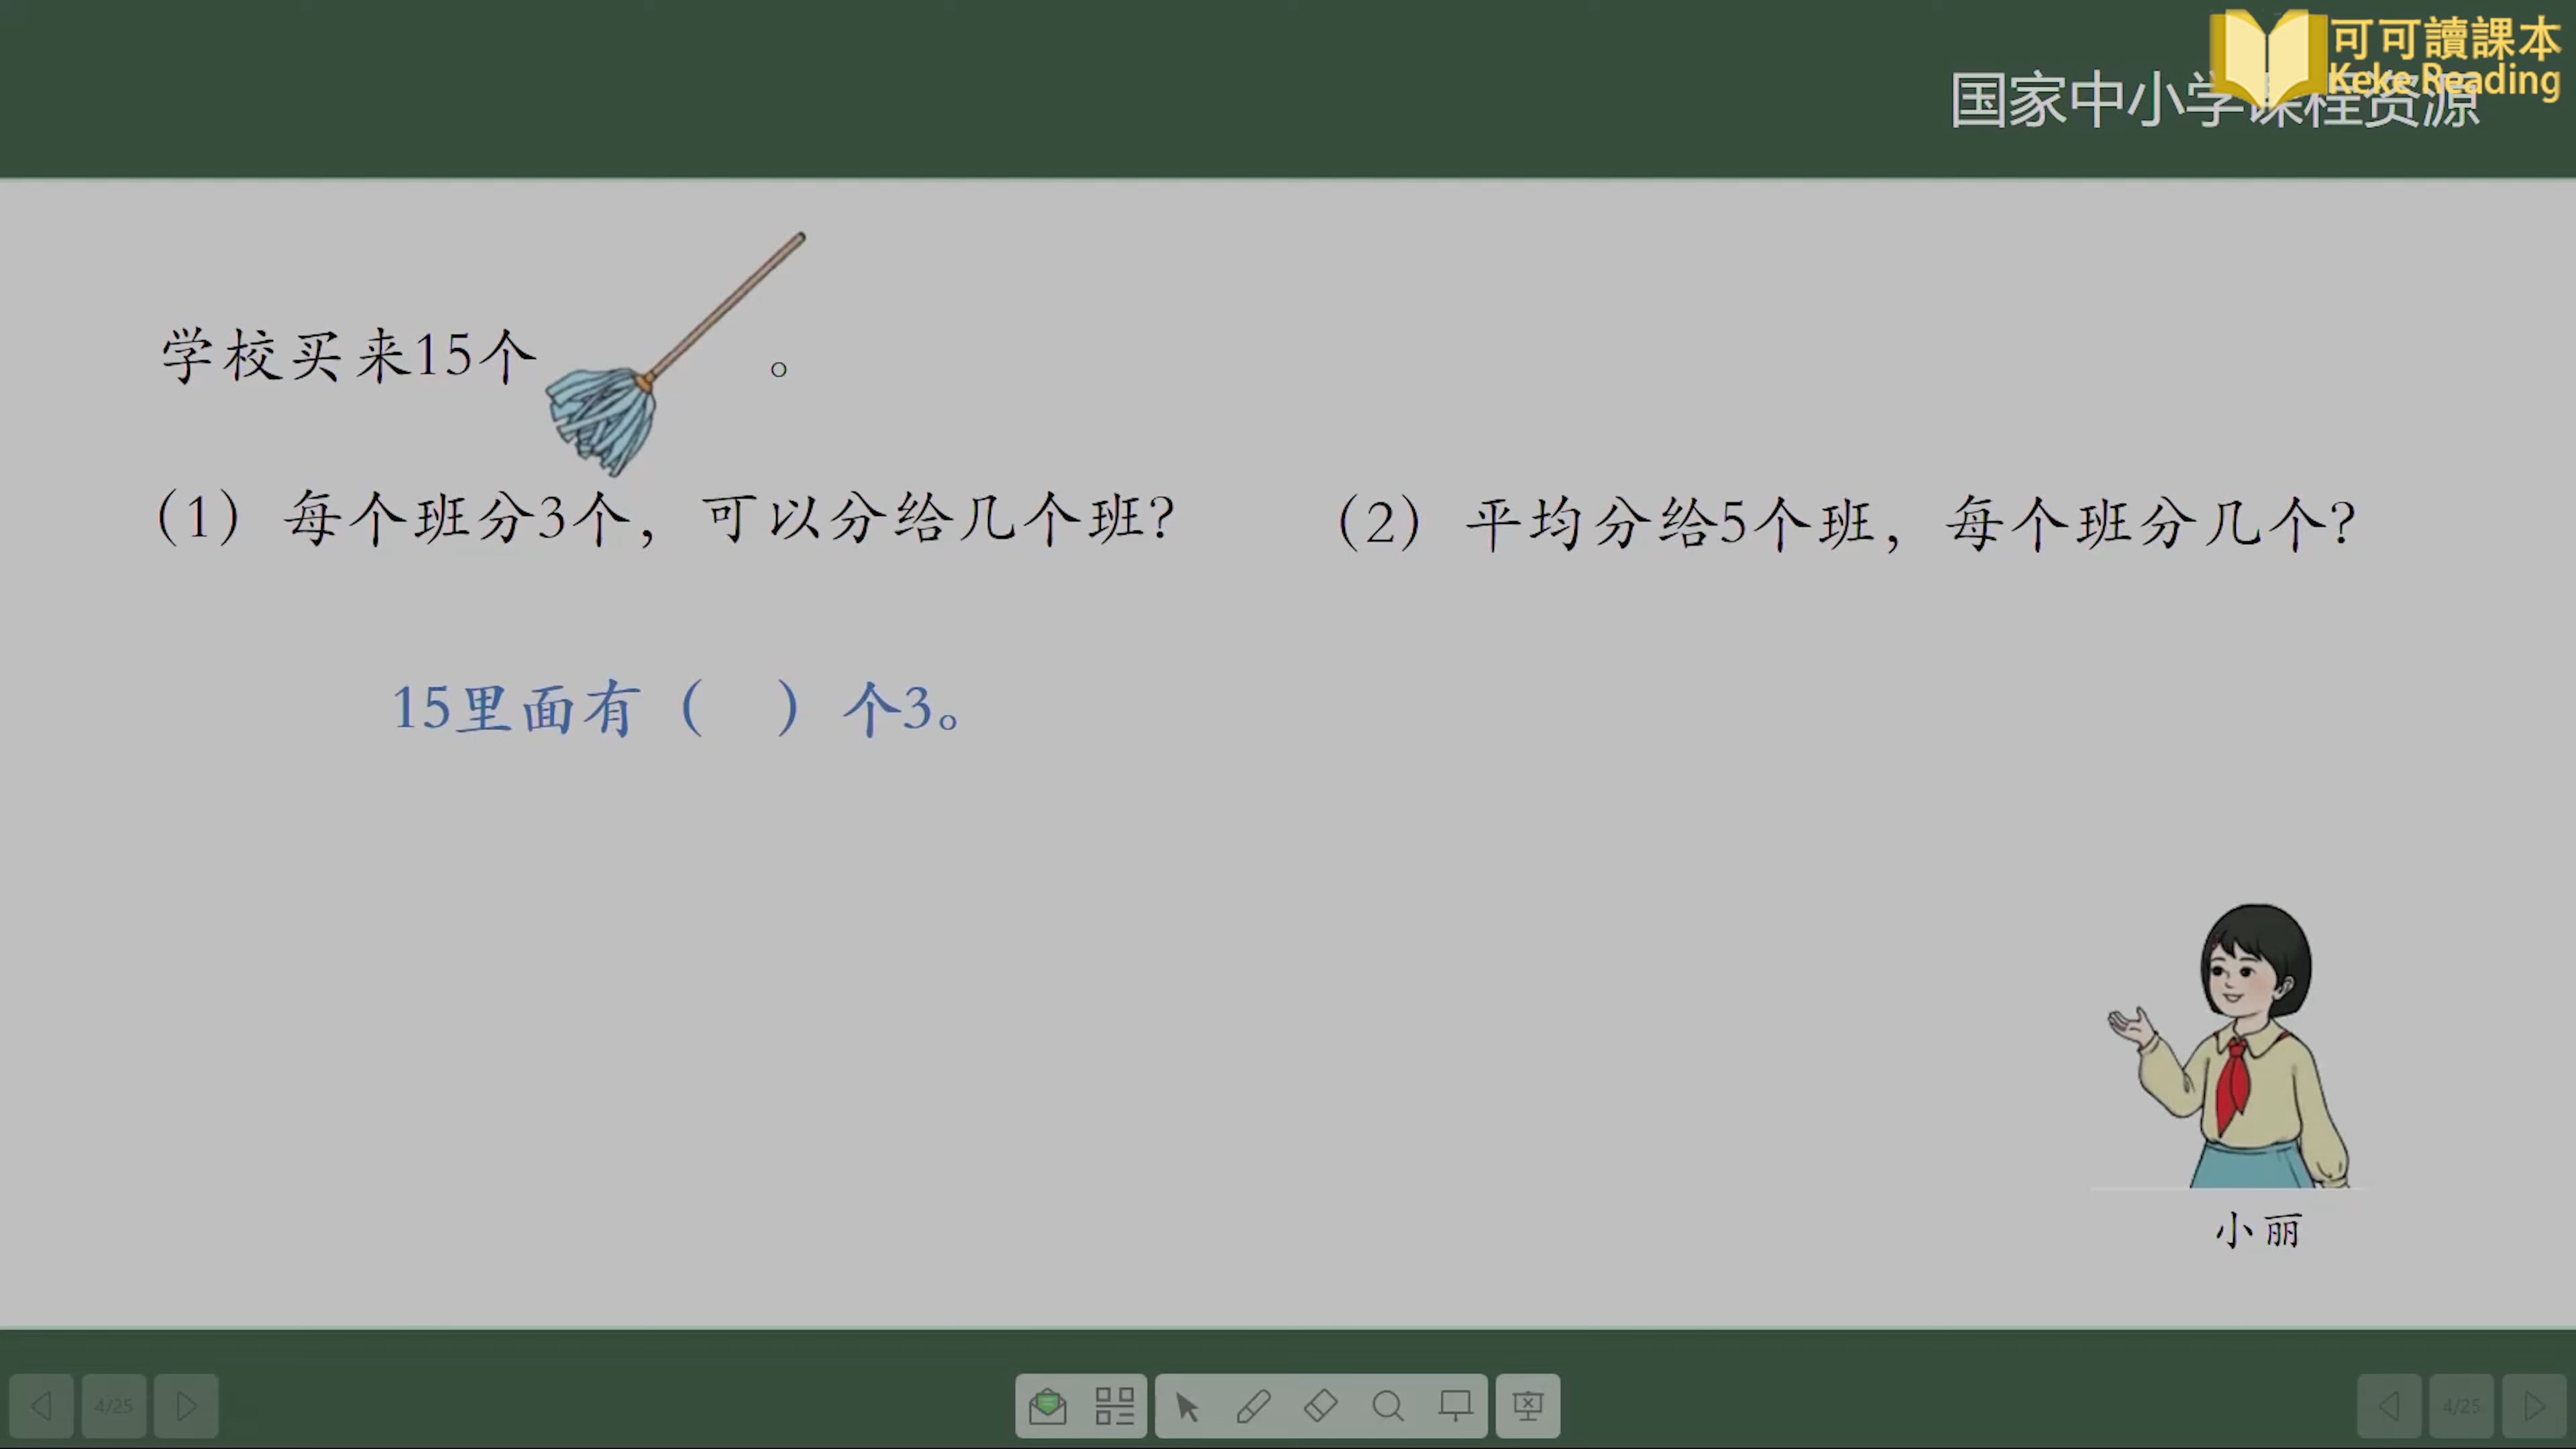 可可讀課本
Keke Reading
国家中小学课程资源
学校买来15个 。
（1）每个班分3个，可以分给几个班？
（2）平均分给5个班，每个班分几个？
15里面有（ ）个3。
小丽
4/25
4/25